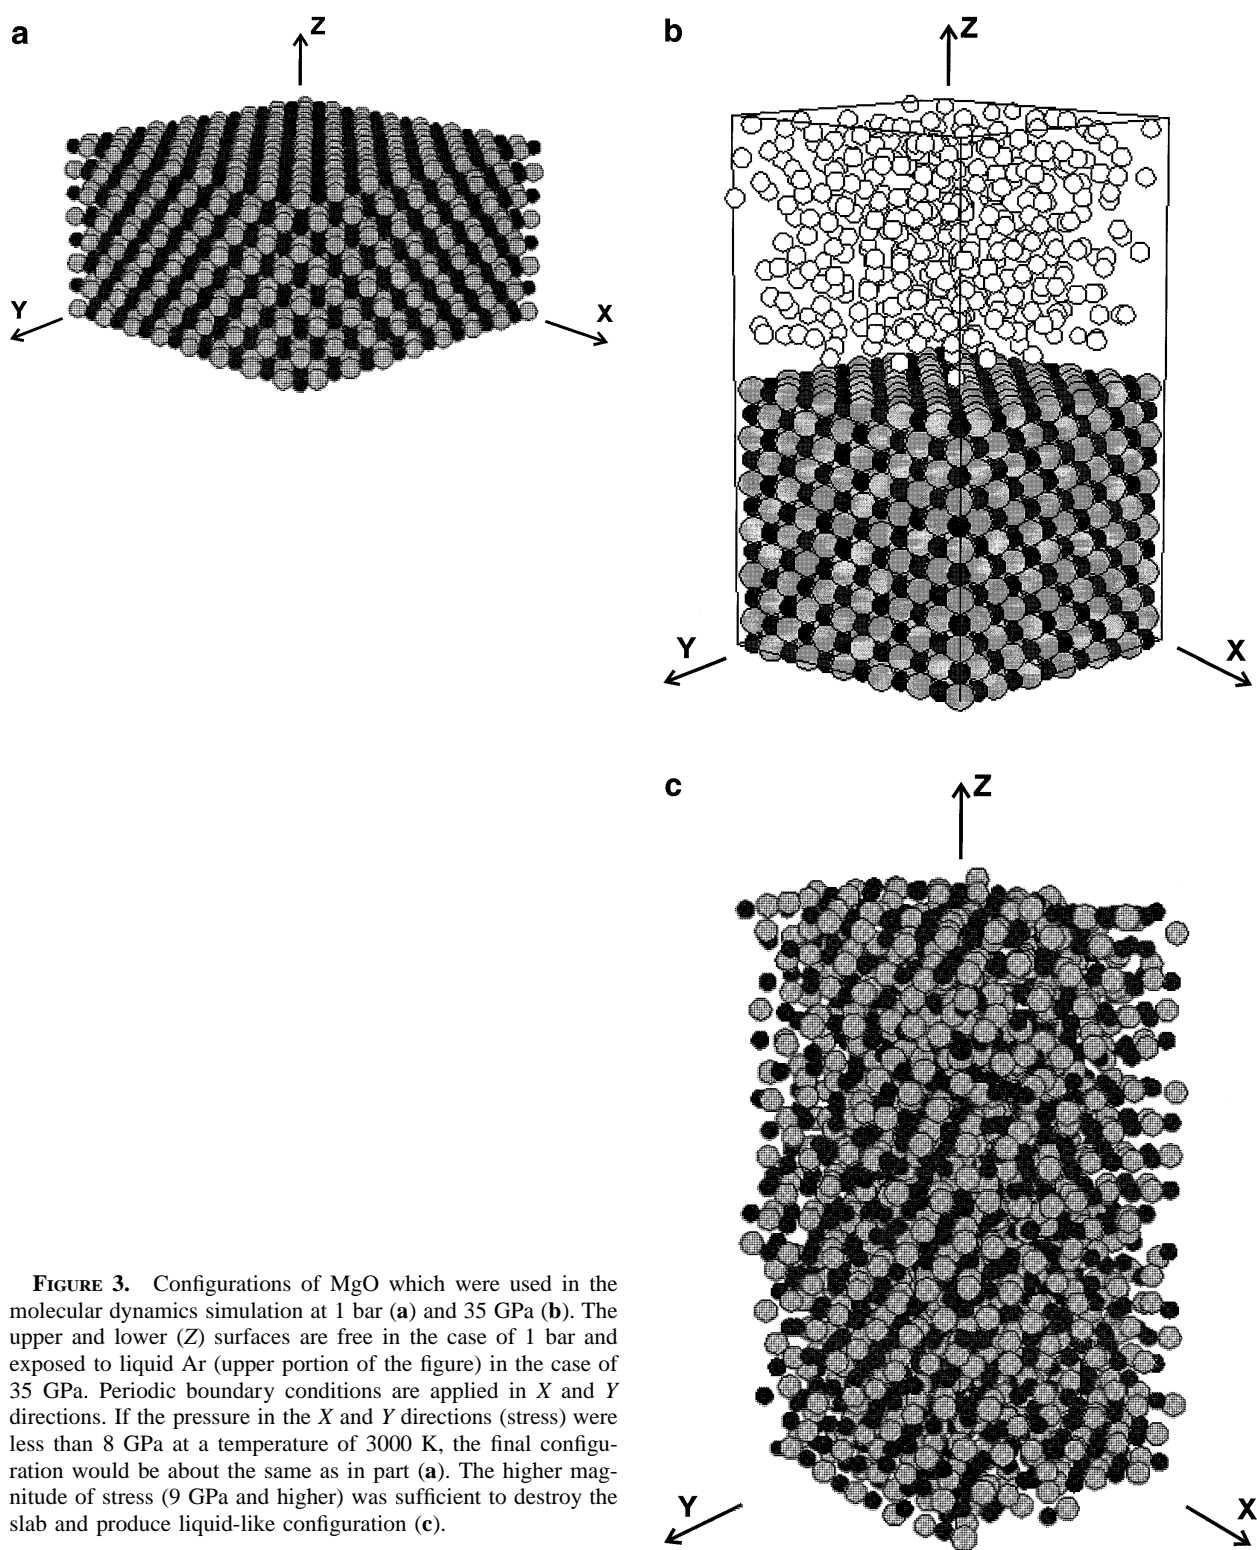 a
Z
Y
X
b
Z
Y
X
c
Z
Y
X
FIGURE 3. Configurations of MgO which were used in the
molecular dynamics simulation at 1 bar (a) and 35 GPa (b). The
upper and lower (Z) surfaces are free in the case of 1 bar and
exposed to liquid Ar (upper portion of the figure) in the case of
35 GPa. Periodic boundary conditions are applied in X and Y
directions. If the pressure in the X and Y directions (stress) were
less than 8 GPa at a temperature of 3000 K, the final configu-
ration would be about the same as in part (a). The higher mag-
nitude of stress (9 GPa and higher) was sufficient to destroy the
slab and produce liquid-like configuration (c).